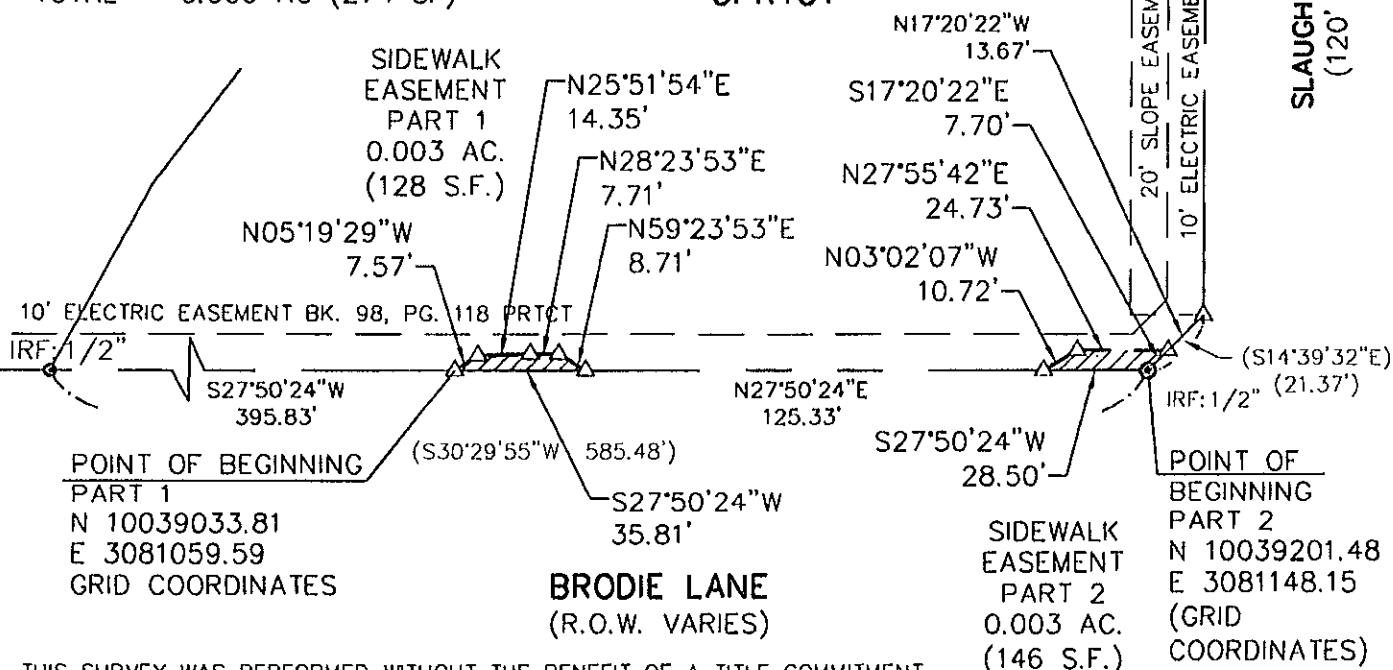 N17°20'22"W
13.67'
SIDEWALK
EASEMENT
PART 1
0.003 AC.
(128 S.F.)
N25°51'54"E
14.35'
S17°20'22"E
7.70'
N28°23'53"E
7.71'
N27°55'42"E
24.73'
N05°19'29"W
7.57'
N59°23'53"E
8.71'
N03°02'07"W
10.72'
20' SLOPE EASEM
10' ELECTRIC EASEME
SLAUGH
(120'
10' ELECTRIC EASEMENT BK. 98, PG. 118 PRTCT
IRF: 1/2"
S27°50'24"W
395.83'
N27°50'24"E
125.33'
(S14°39'32"E)
(21.37')
IRF: 1/2"
(S30°29'55"W 585.48')
S27°50'24"W
28.50'
POINT OF BEGINNING
PART 1
N 10039033.81
E 3081059.59
GRID COORDINATES
S27°50'24"W
35.81'
POINT OF
BEGINNING
PART 2
N 10039201.48
E 3081148.15
(GRID
COORDINATES)
SIDEWALK
EASEMENT
PART 2
0.003 AC.
(146 S.F.)
BRODIE LANE
(R.O.W. VARIES)
THIS SURVEY WAS PERFORMED WITHOUT THE BENEFIT OF A TITLE COMMITMENT